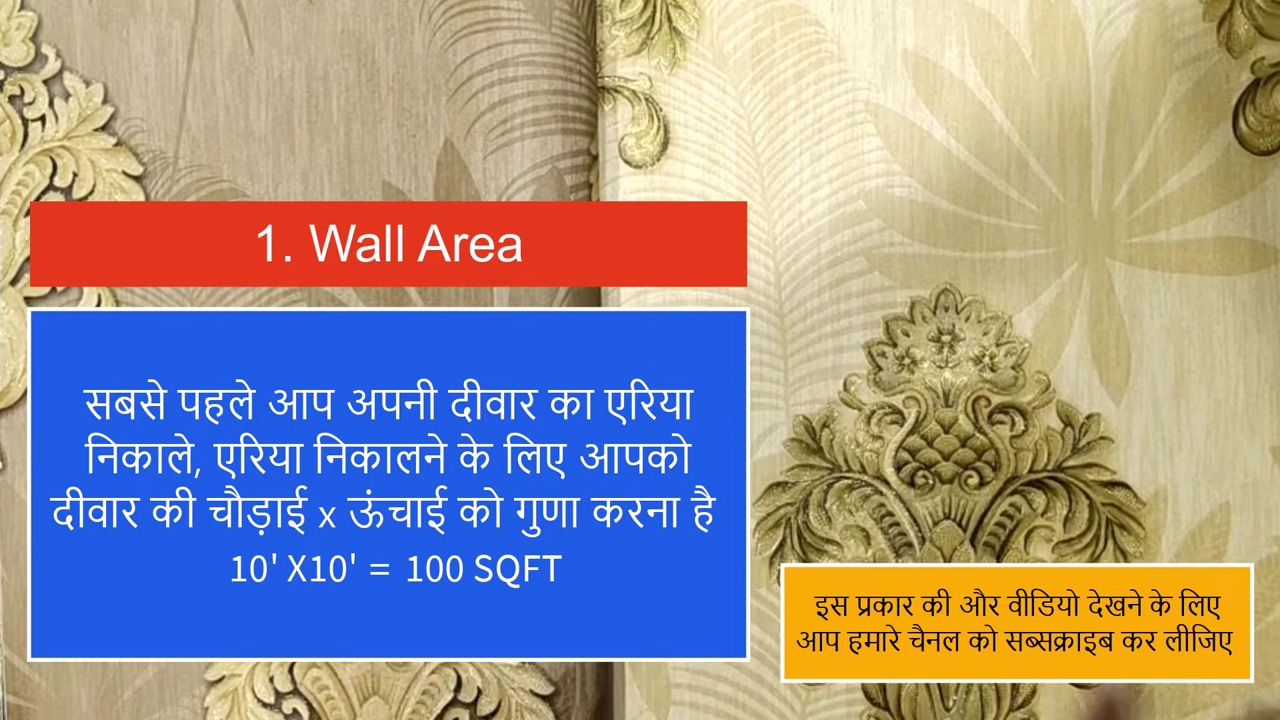 1. Wall Area
सबसे पहले आप अपनी दीवार का एरिया
निकाले, एरिया निकालने के लिए आपको
दीवार की चौड़ाई x ऊंचाई को गुणा करना है
10' X10' = 100 SQFT
इस प्रकार की और वीडियो देखने के लिए
आप हमारे चैनल को सब्सक्राइब कर लीजिए